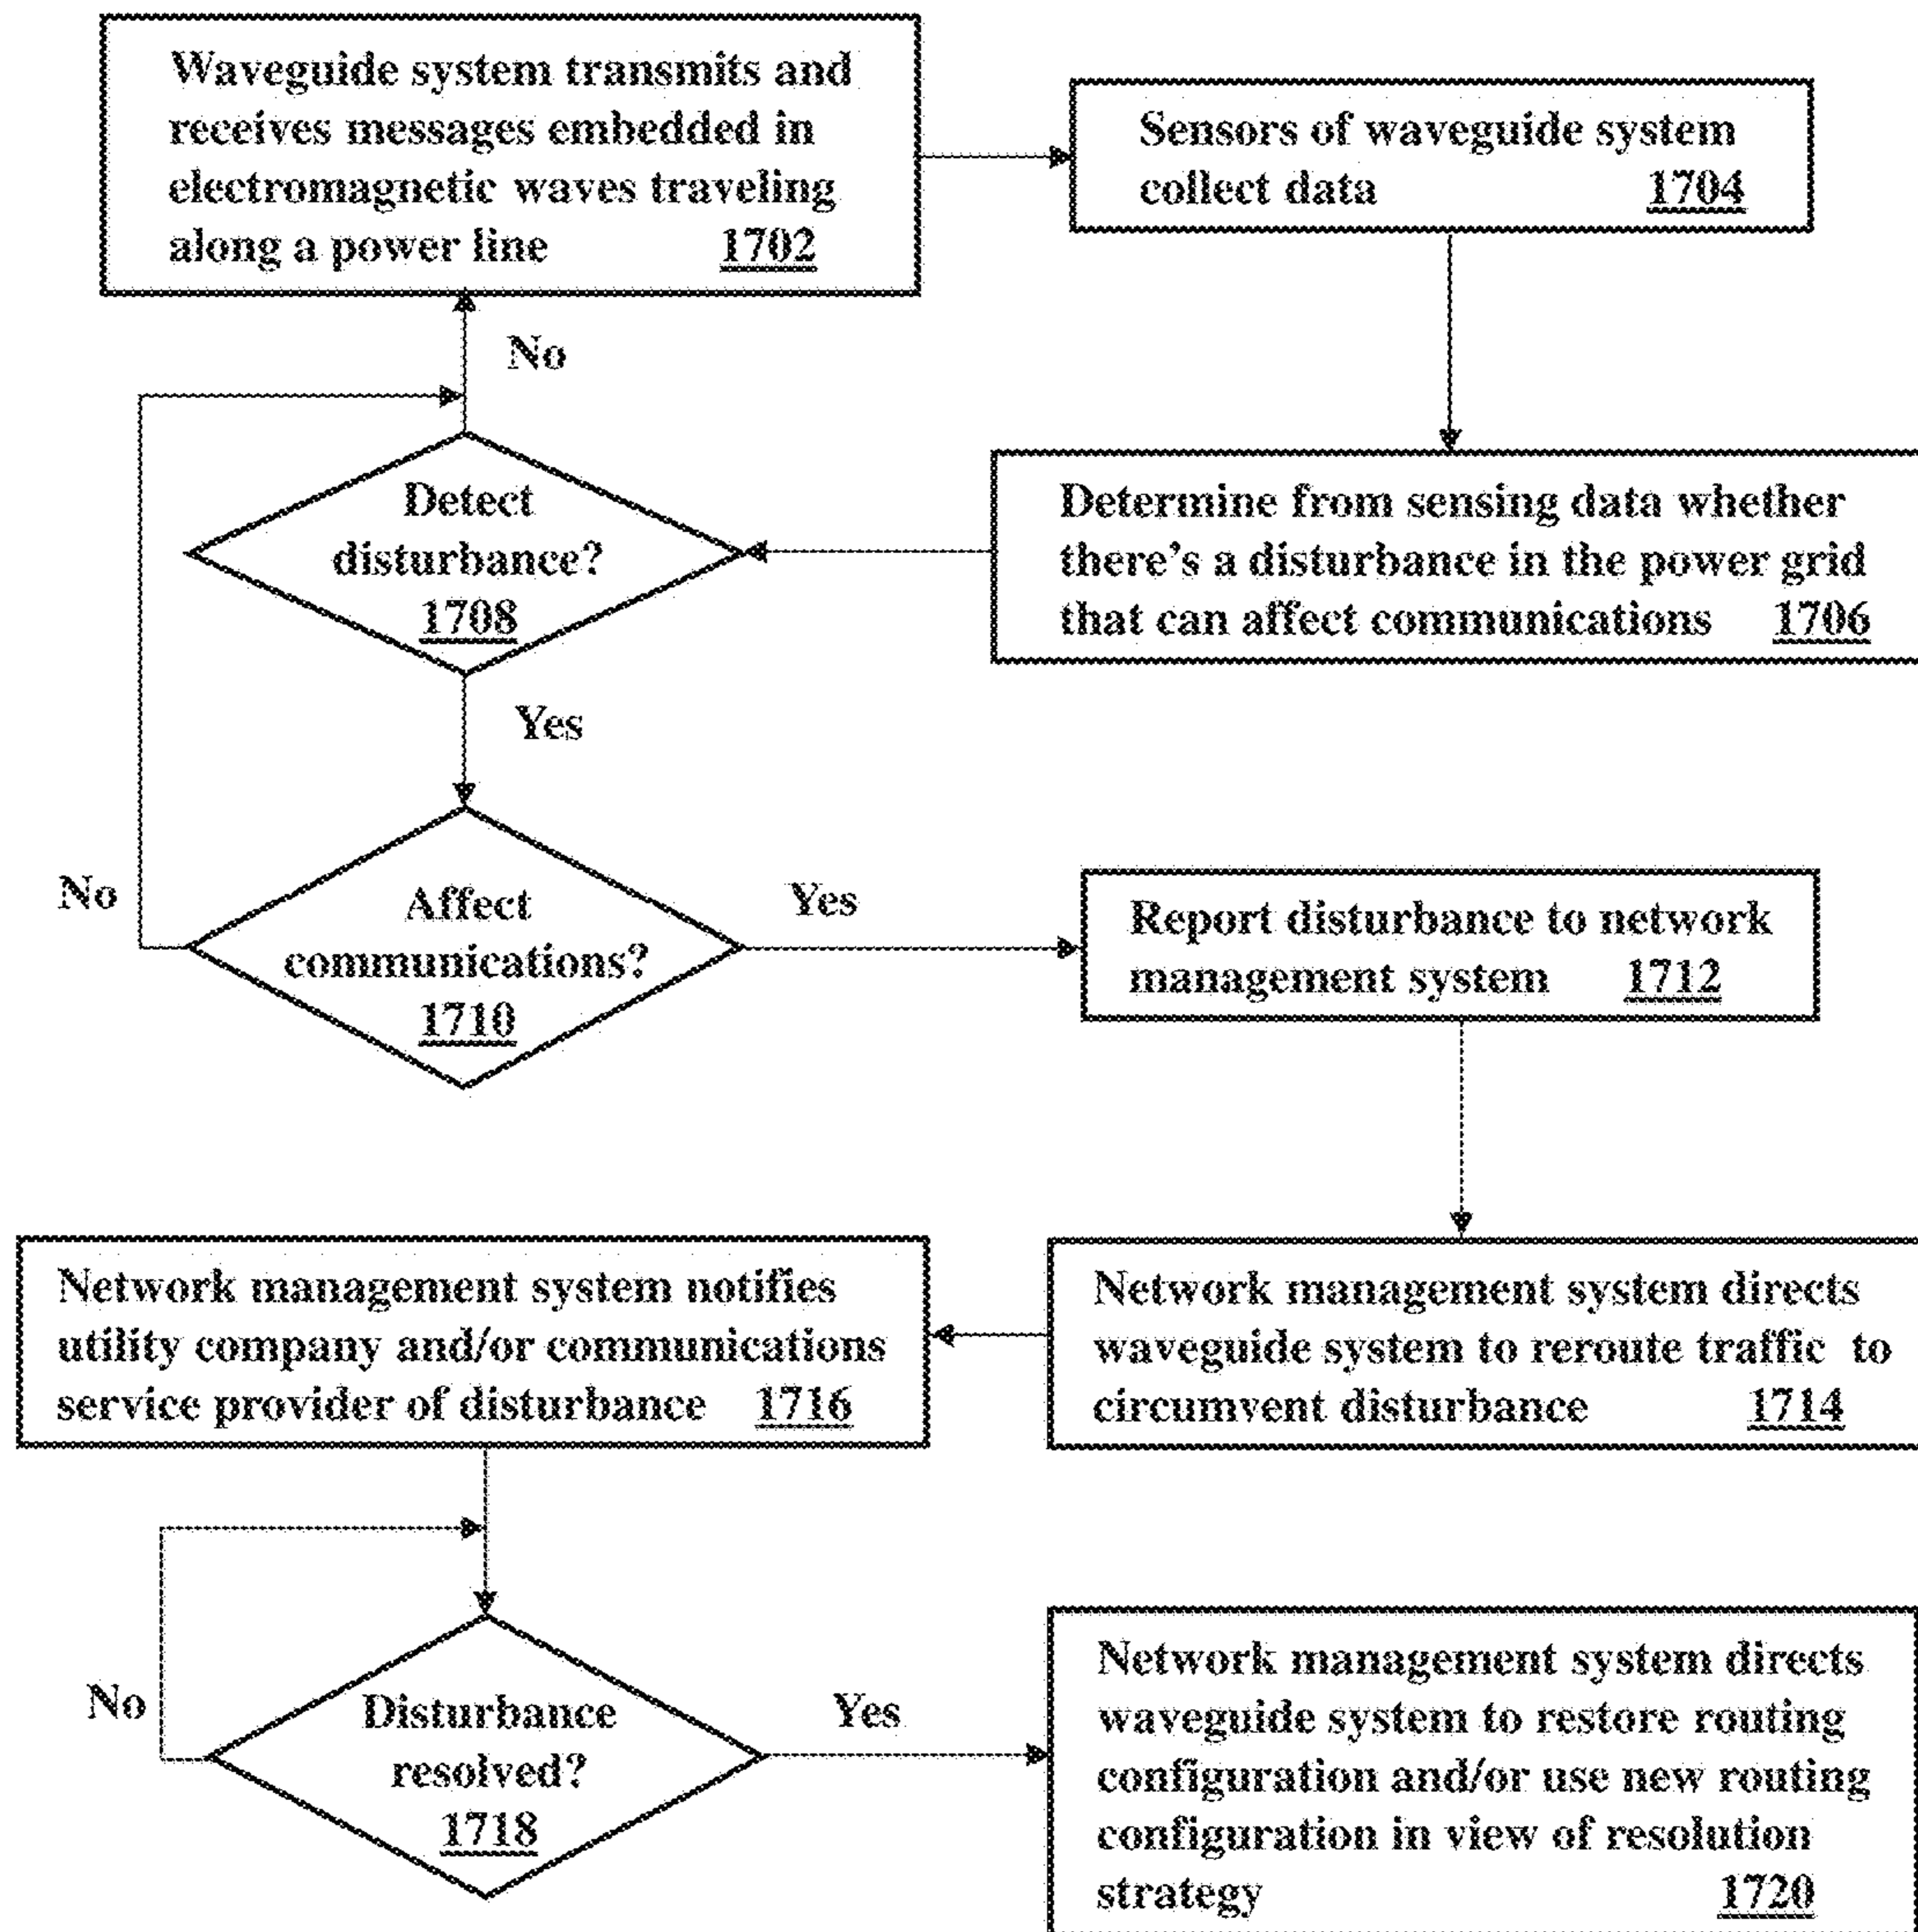 Waveguide system transmits and
receives messages embedded in
electromagnetic waves traveling
along a power line 1702
Sensors of waveguide system
collect data 1704
Determine from sensing data whether
there's a disturbance in the power grid
that can affect communications 1706
No
Detect
disturbance?
1708
Yes
No
Affect
communications?
1710
Yes
Report disturbance to network
management system 1712
Network management system directs
waveguide system to reroute traffic to
circumvent disturbance 1714
Network management system notifies
utility company and/or communications
service provider of disturbance 1716
No
Disturbance
resolved?
1718
Yes
Network management system directs
waveguide system to restore routing
configuration and/or use new routing
configuration in view of resolution
strategy 1720